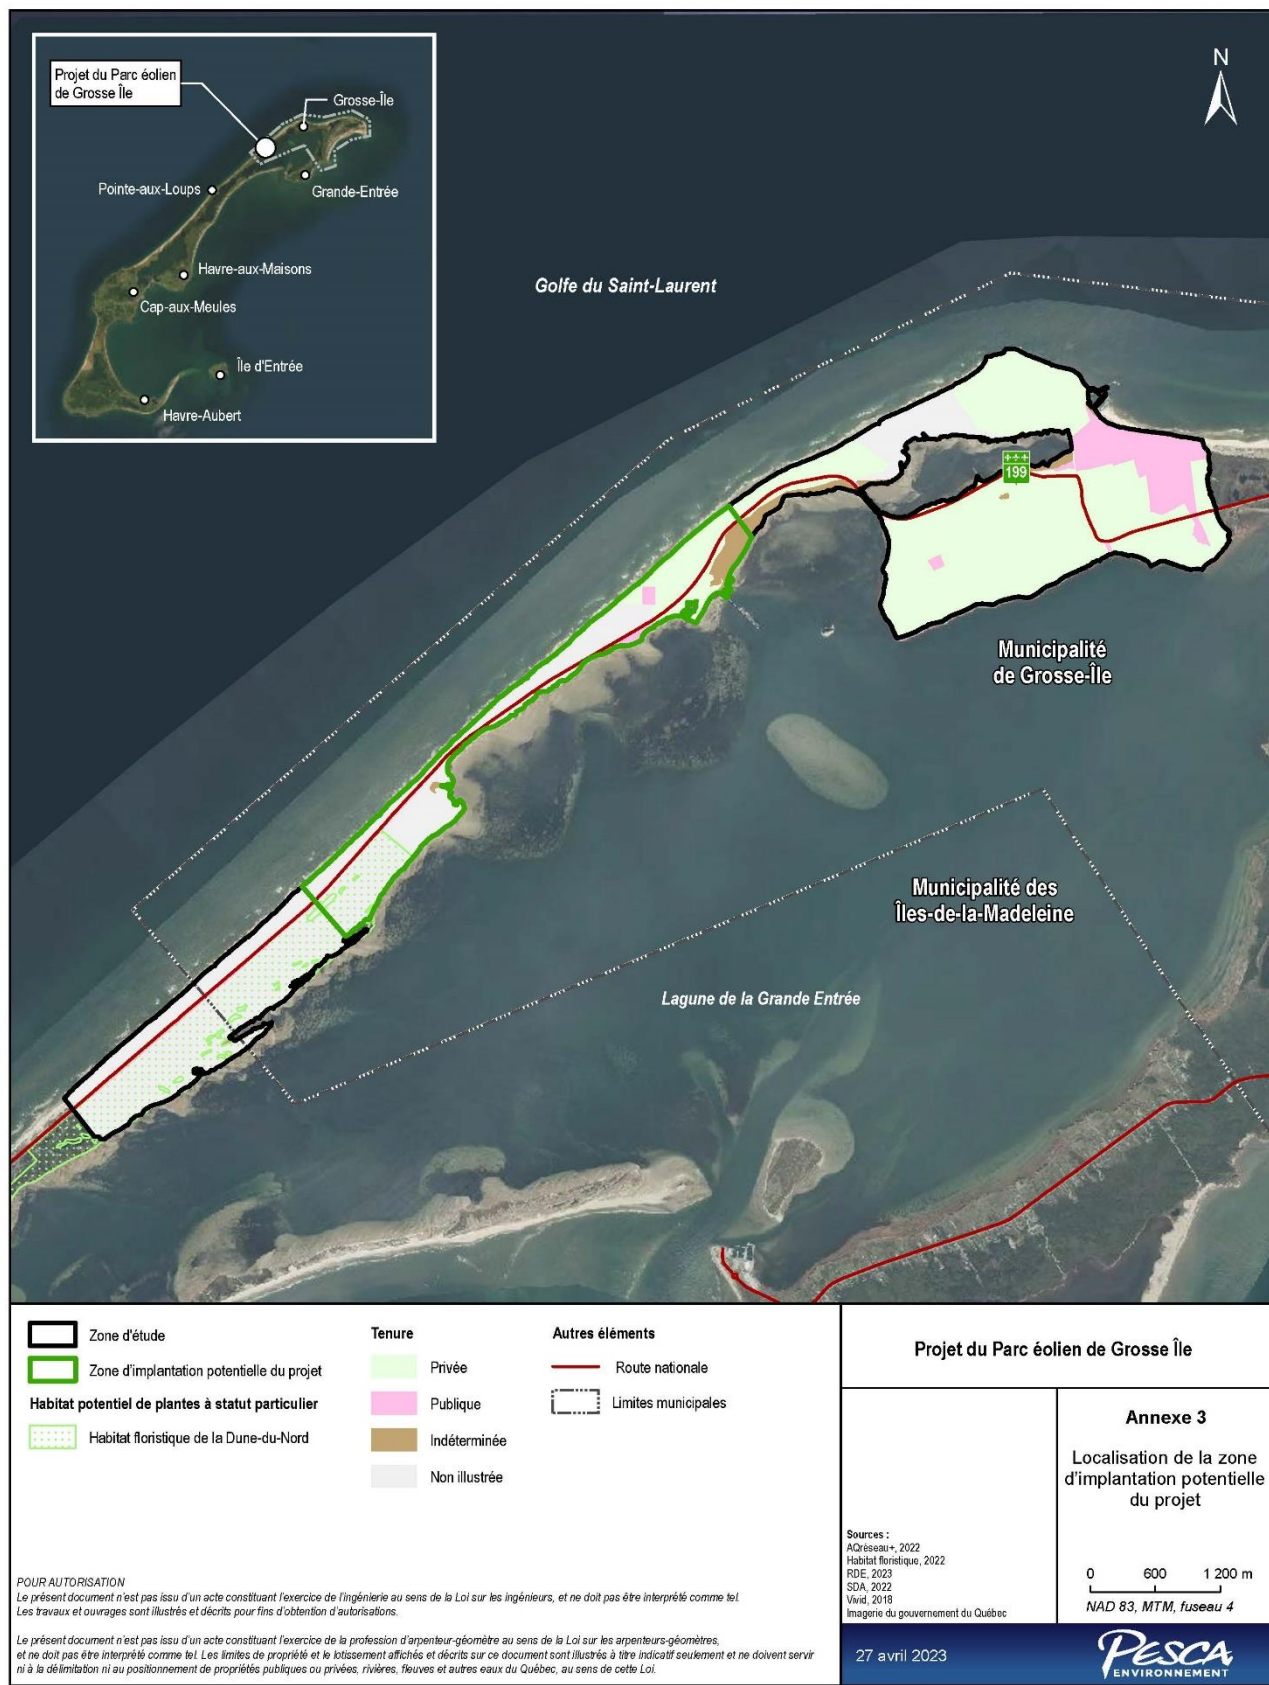 Projet du Parc éolien
de Grosse Île
Grosse-Île
Pointe-aux-Loups
Grande-Entrée
Havre-aux-Maisons
Cap-aux-Meules
Île d'Entrée
Havre-Aubert
N
Golfe du Saint-Laurent
199
Municipalité
de Grosse-Île
Municipalité des
Îles-de-la-Madeleine
Lagune de la Grande Entrée
Zone d'étude
Zone d'implantation potentielle du projet
Habitat potentiel de plantes à statut particulier
Habitat floristique de la Dune-du-Nord
Tenure
Privée
Publique
Indéterminée
Non illustrée
Autres éléments
Route nationale
Limites municipales
POUR AUTORISATION
Le présent document n'est pas issu d'un acte constituant l'exercice de l'ingénierie au sens de la Loi sur les ingénieurs, et ne doit pas être interprété comme tel.
Les travaux et ouvrages sont illustrés et décrits pour fins d'obtention d'autorisations.
Le présent document n'est pas issu d'un acte constituant l'exercice de la profession d'arpenteur-géomètre au sens de la Loi sur les arpenteurs-géomètres,
et ne doit pas être interprété comme tel. Les limites de propriété et le lotissement affichés et décrits sur ce document sont illustrés à titre indicatif seulement et ne doivent servir
ni à la délimitation ni au positionnement de propriétés publiques ou privées, rivières, fleuves et autres eaux du Québec, au sens de cette Loi.
Projet du Parc éolien de Grosse Île
Annexe 3
Localisation de la zone
d'implantation potentielle
du projet
Sources :
AQréseau+, 2022
Habitat floristique, 2022
RDE, 2023
SDA, 2022
Vivid, 2018
Imagerie du gouvernement du Québec
0 600 1 200 m
NAD 83, MTM, fuseau 4
27 avril 2023
PESCA
ENVIRONNEMENT